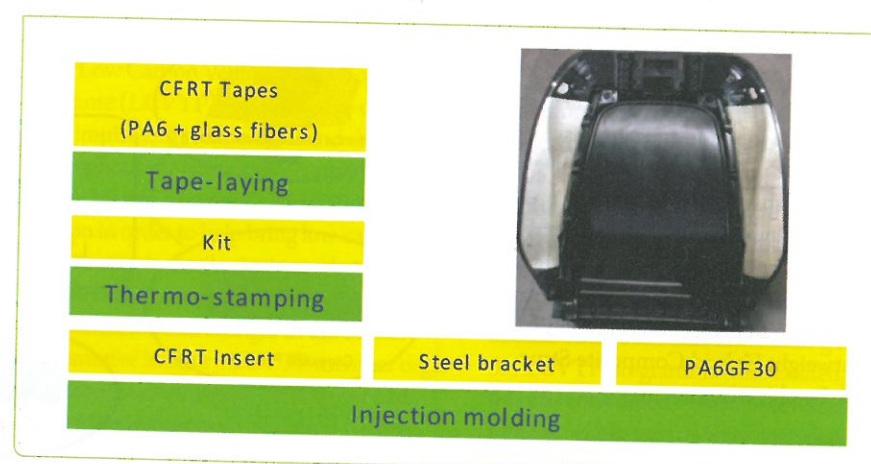 CFRT Tapes
(PA6 + glass fibers)
Tape-laying
Kit
Thermo-stamping
CFRT Insert
Steel bracket
PA6GF30
Injection molding